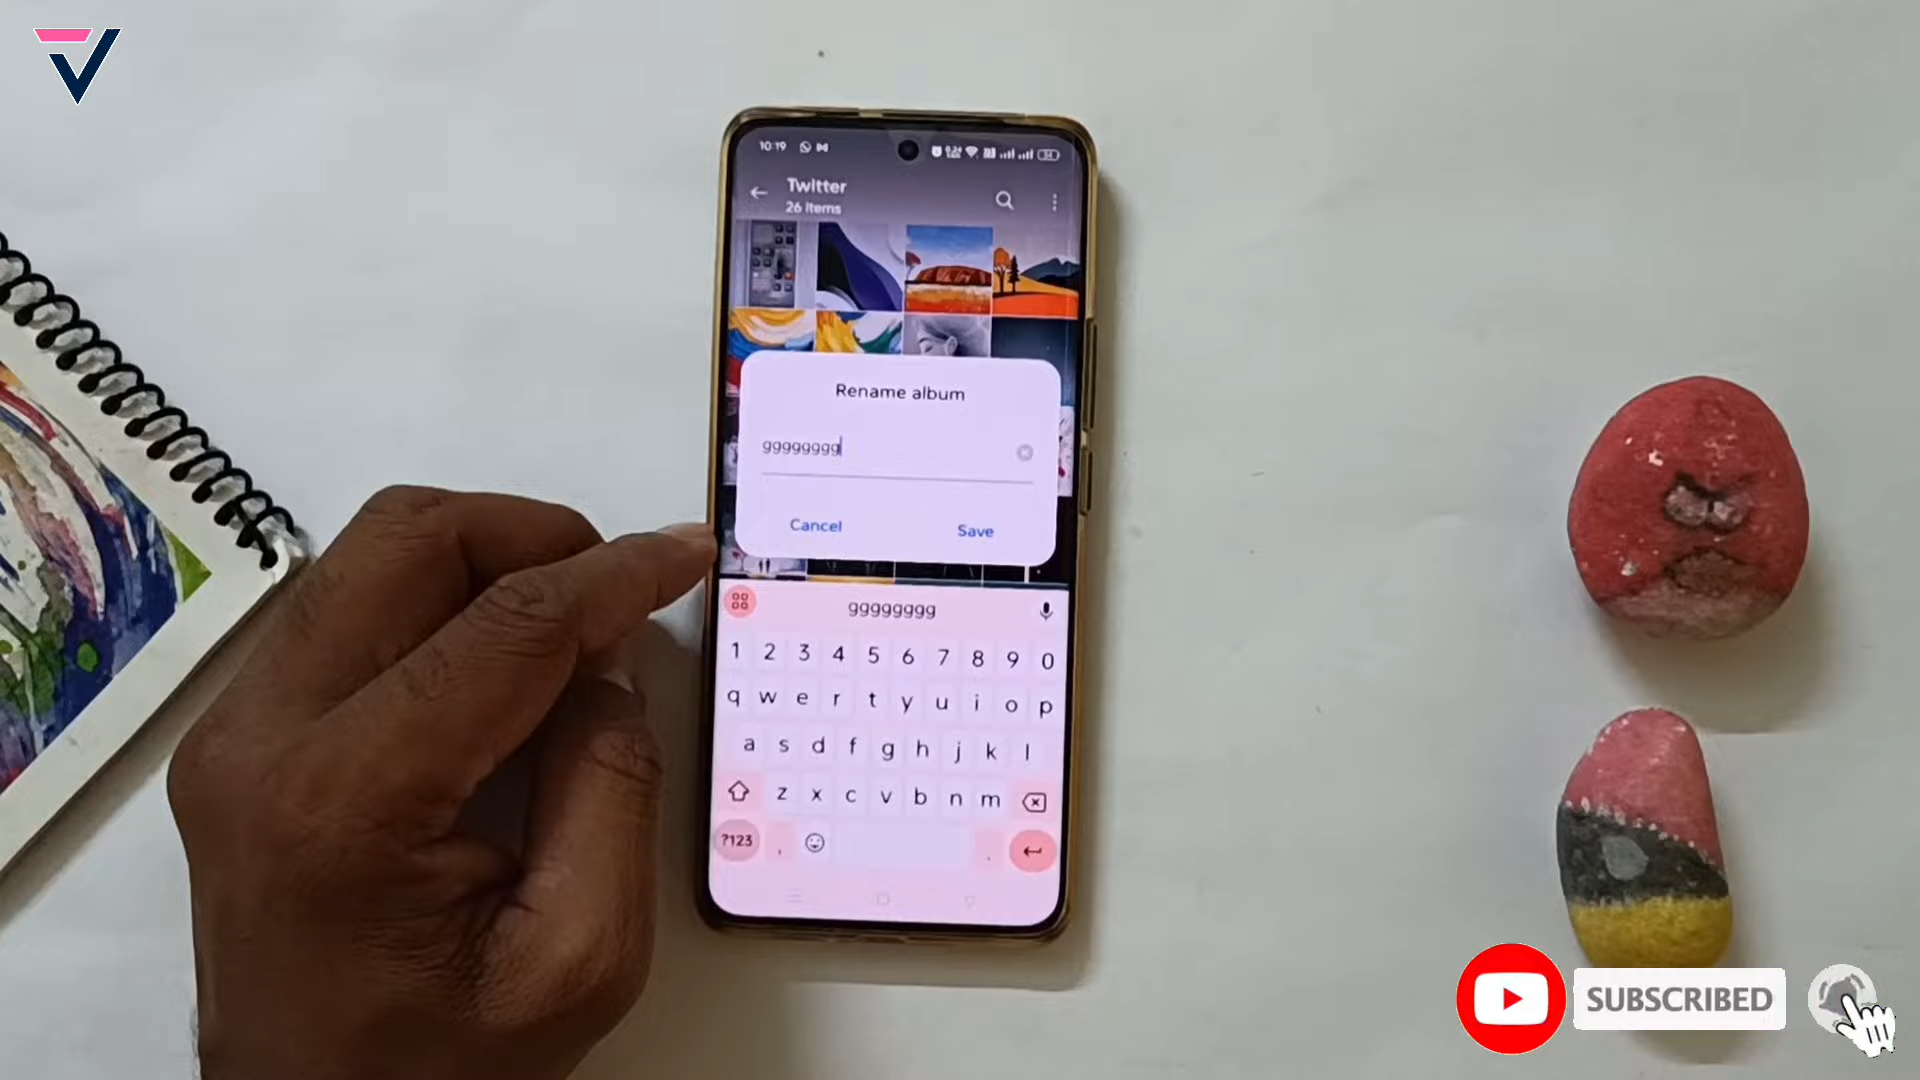 10:19
Twitter
26 items
Rename album
gggggggg
Cancel
Save
gggggggg
1 2 3 4 5 6 7 8 9 0
q w e r t y u i o p
a s d f g h j k l
z x c v b n m
?123 , .
SUBSCRIBED